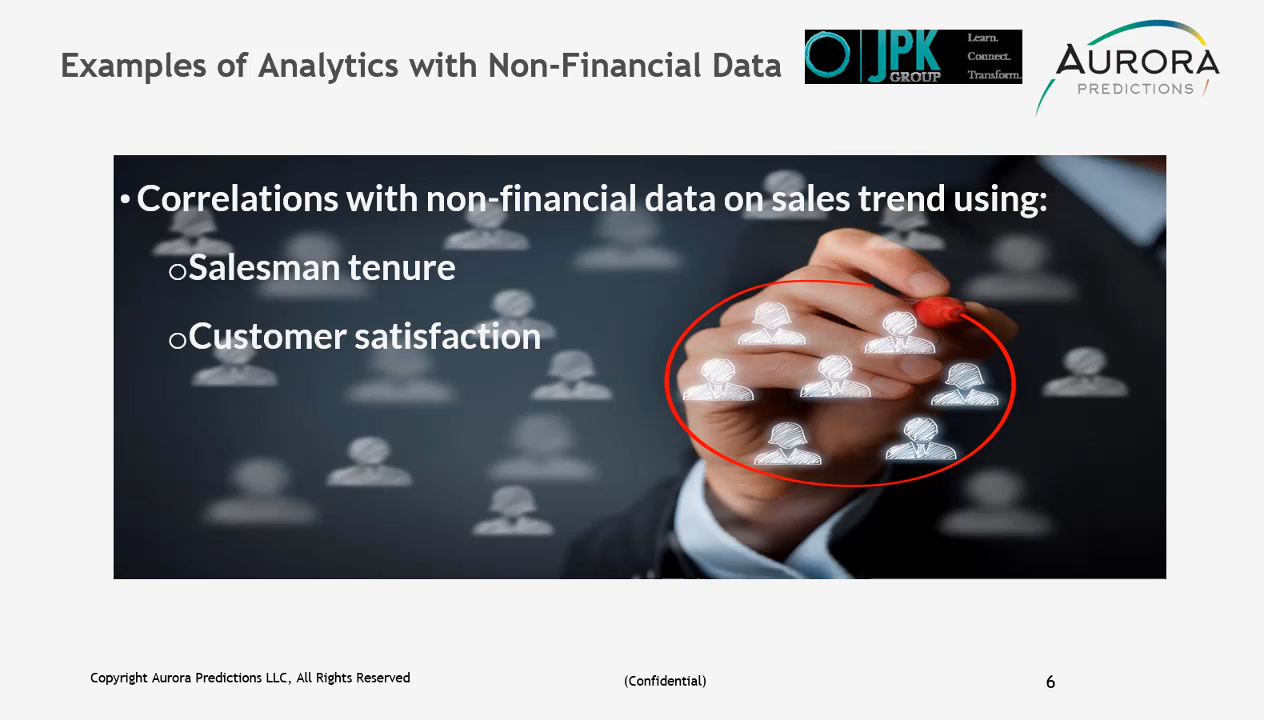 Examples of Analytics with Non-Financial Data
JPK
GROUP
Learn.
Connect.
Transform.
AURORA
PREDICTIONS
• Correlations with non-financial data on sales trend using:
○Salesman tenure
○Customer satisfaction
Copyright Aurora Predictions LLC, All Rights Reserved
(Confidential)
6